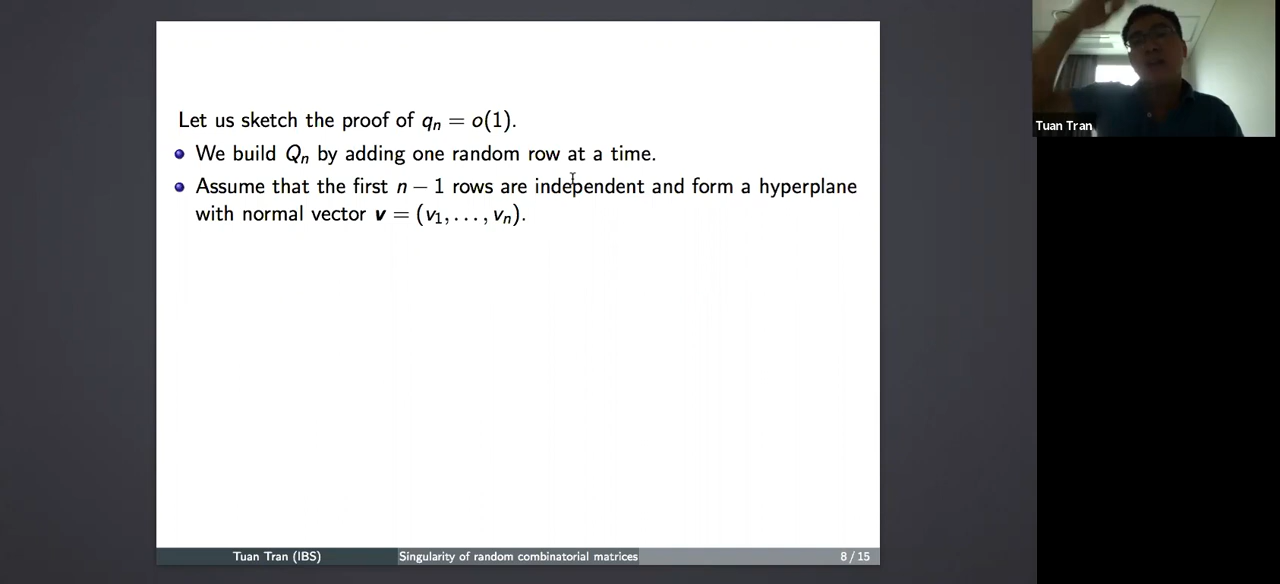 Let us sketch the proof of qₙ = o(1).
We build Qₙ by adding one random row at a time.
Assume that the first n − 1 rows are independent and form a hyperplane
with normal vector v = (v₁, . . . , vₙ).
Tuan Tran (IBS) Singularity of random combinatorial matrices 8 / 15
Tuan Tran